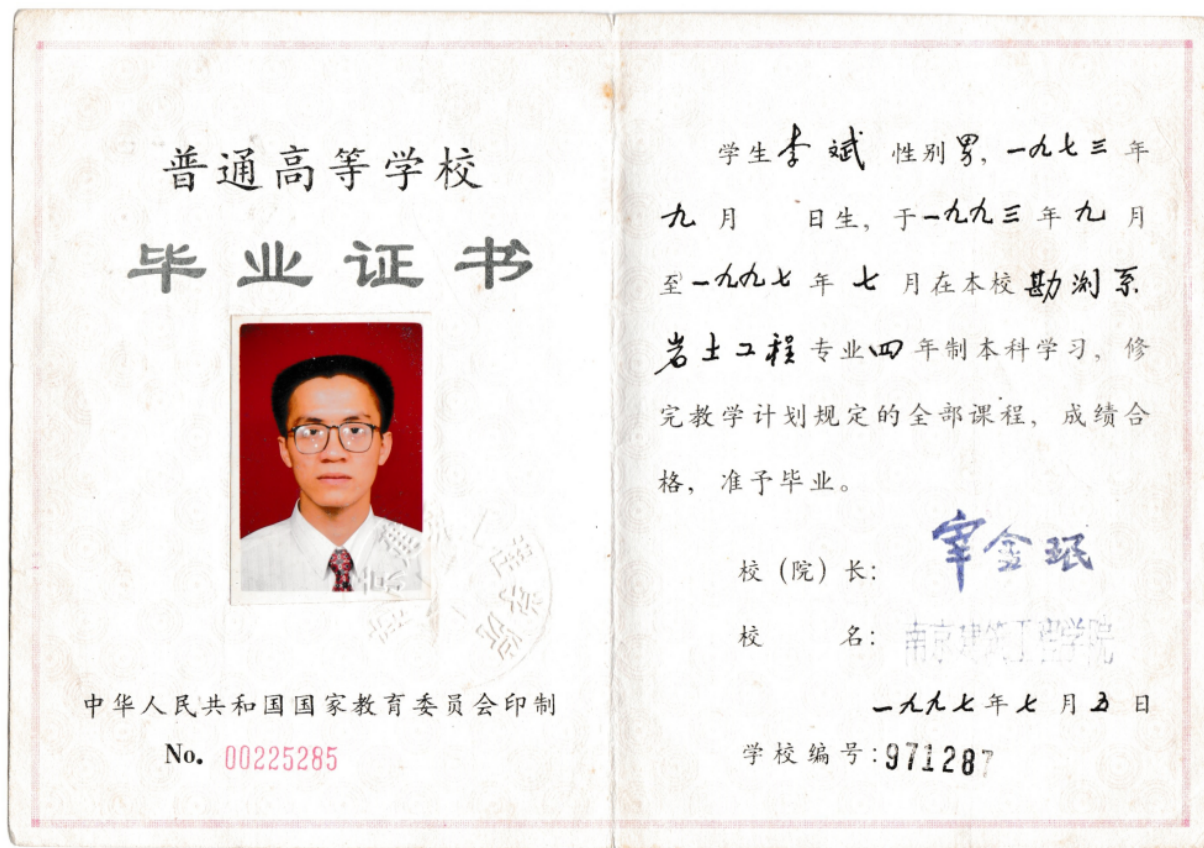 普通高等学校
毕业证书
中华人民共和国国家教育委员会印制
No. 00225285
学生李斌 性别男，一九七三年
九月 日生，于一九九三年九月
至一九九七年七月在本校勘测系
岩土工程专业四年制本科学习，修
完教学计划规定的全部课程，成绩合
格，准予毕业。
校（院）长：宰金珉
校 名：南京建筑工程学院
一九九七年七月五日
学校编号：971287